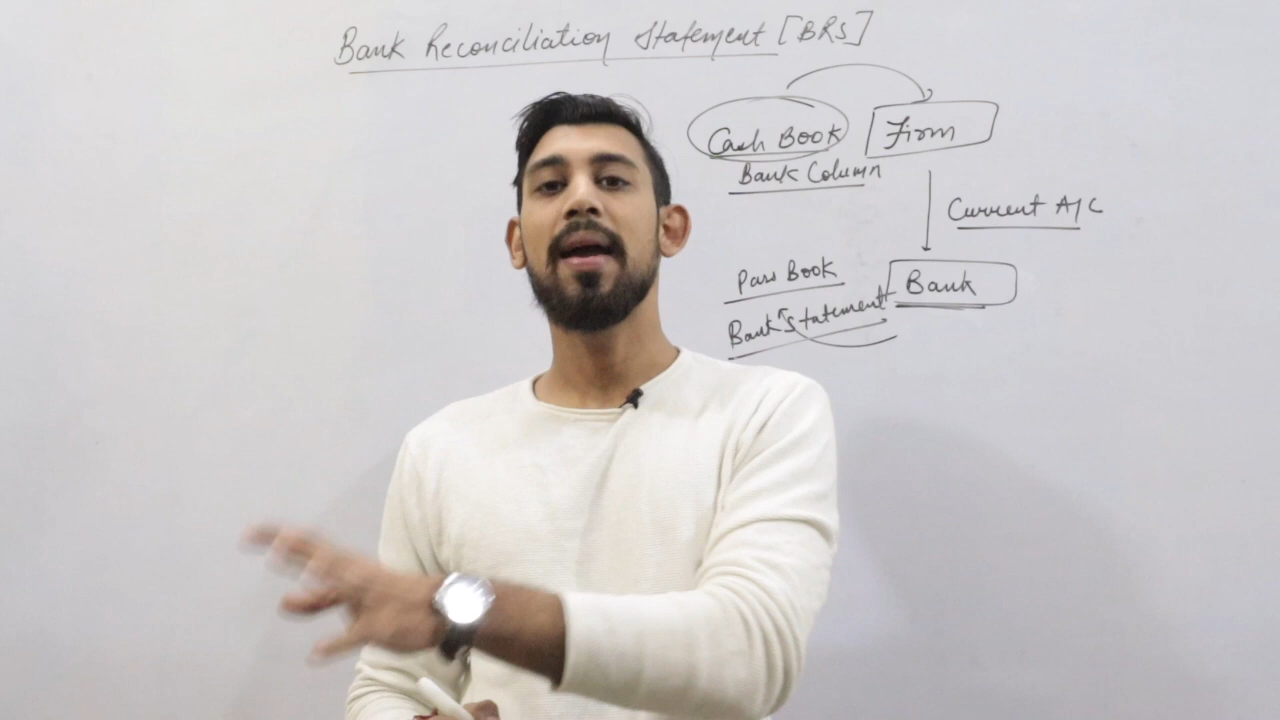 Bank Reconciliation Statement [BRS]
Cash Book
Firm
Bank Column
Current A/C
Pass Book
Bank
Bank Statement